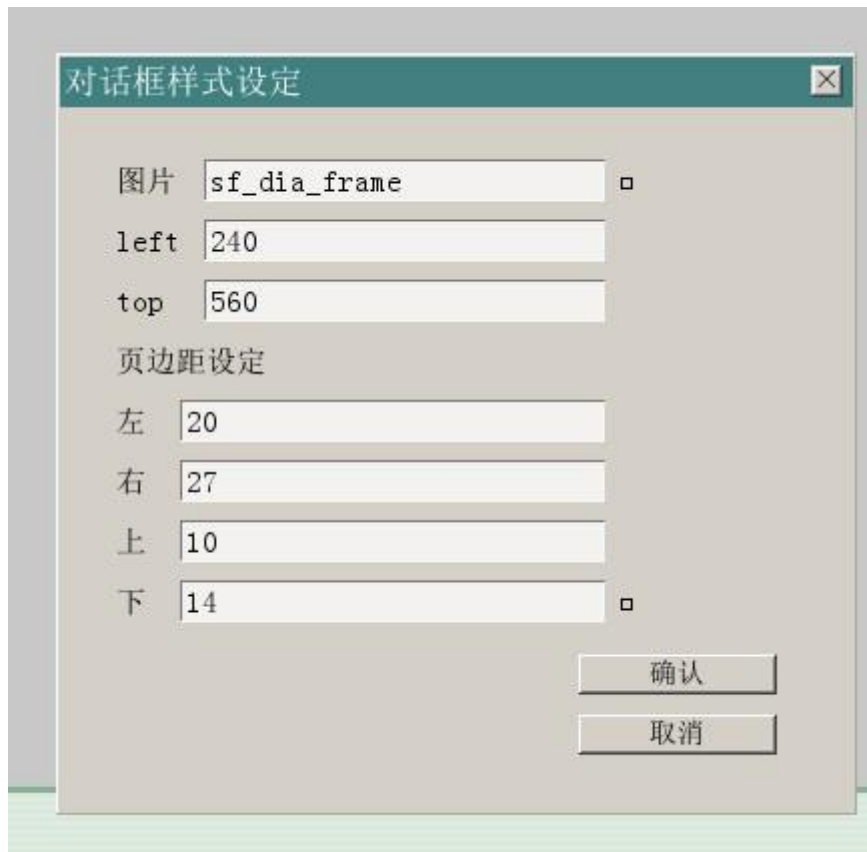 对话框样式设定
图片 sf_dia_frame
left 240
top 560
页边距设定
左 20
右 27
上 10
下 14
确认
取消